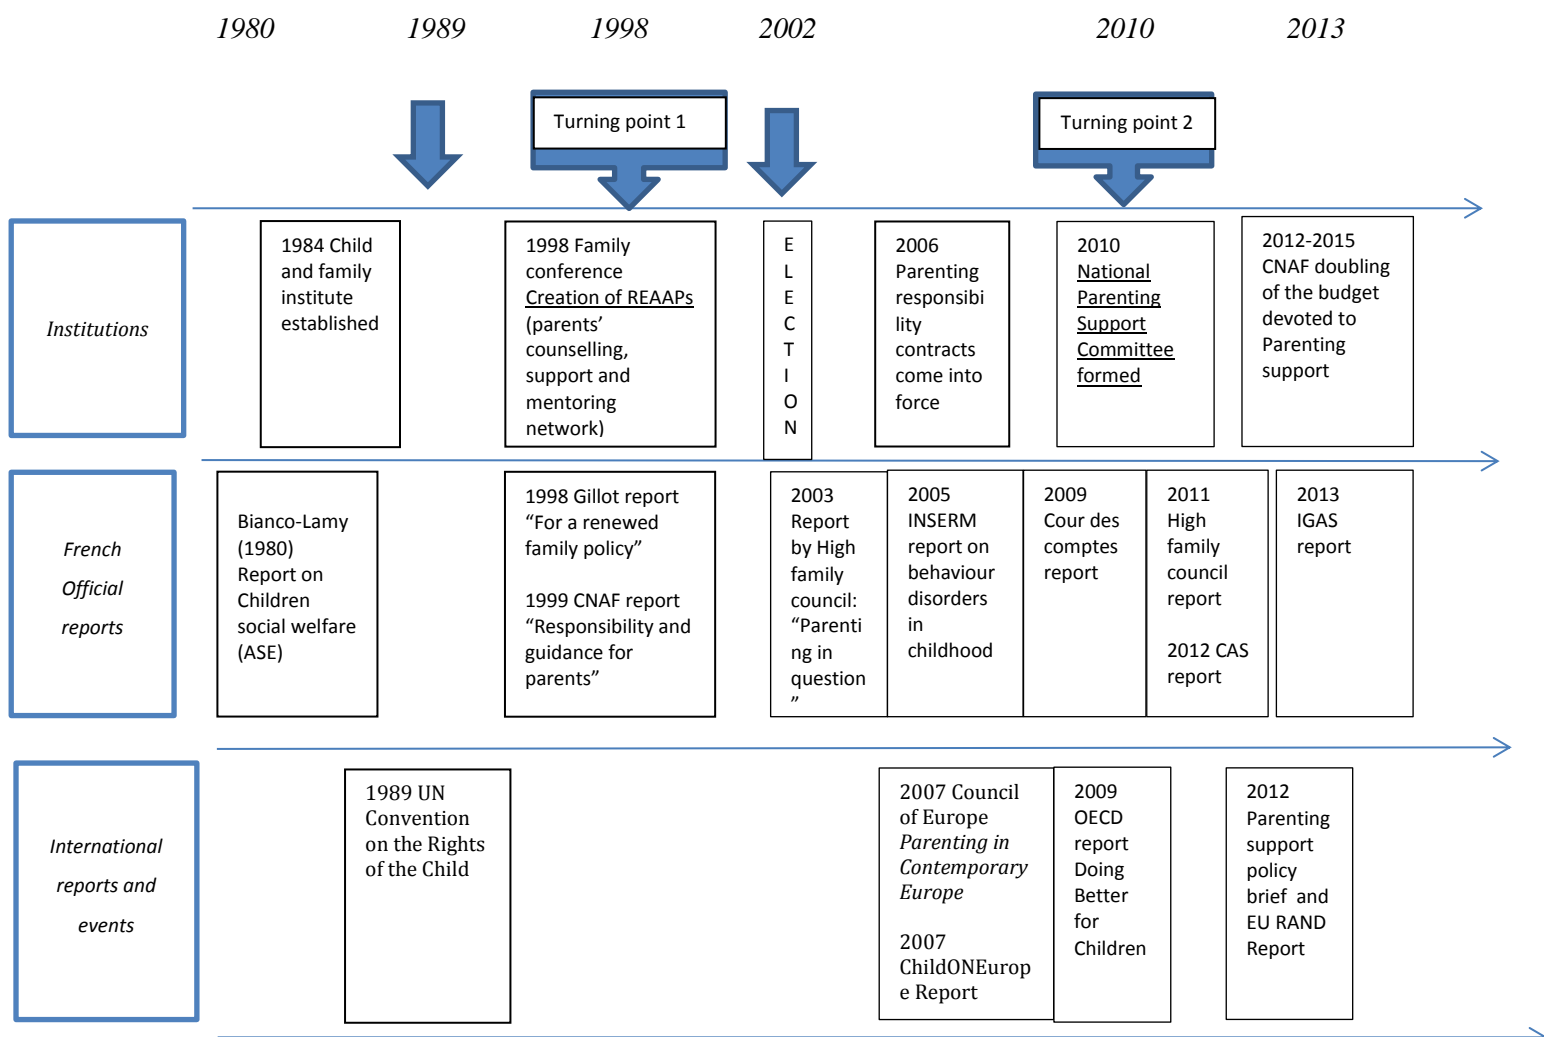 1980
1989
1998
2002
2010
2013
Turning point 1
Turning point 2
Institutions
1984 Child
and family
institute
established
1998 Family
conference
Creation of REAAPs
(parents’
counselling,
support and
mentoring
network)
E
L
E
C
T
I
O
N
2006
Parenting
responsibi
lity
contracts
come into
force
2010
National
Parenting
Support
Committee
formed
2012-2015
CNAF doubling
of the budget
devoted to
Parenting
support
French
Official
reports
Bianco-Lamy
(1980)
Report on
Children
social welfare
(ASE)
1998 Gillot report
“For a renewed
family policy”
1999 CNAF report
“Responsibility and
guidance for
parents”
2003
Report
by High
family
council:
“Parenti
ng in
question
”
2005
INSERM
report on
behaviour
disorders
in
childhood
2009
Cour des
comptes
report
2011
High
family
council
report
2012 CAS
report
2013
IGAS
report
International
reports and
events
1989 UN
Convention
on the Rights
of the Child
2007 Council
of Europe
Parenting in
Contemporary
Europe
2007
ChildONEurop
e Report
2009
OECD
report
Doing
Better
for
Children
2012
Parenting
support
policy
brief and
EU RAND
Report